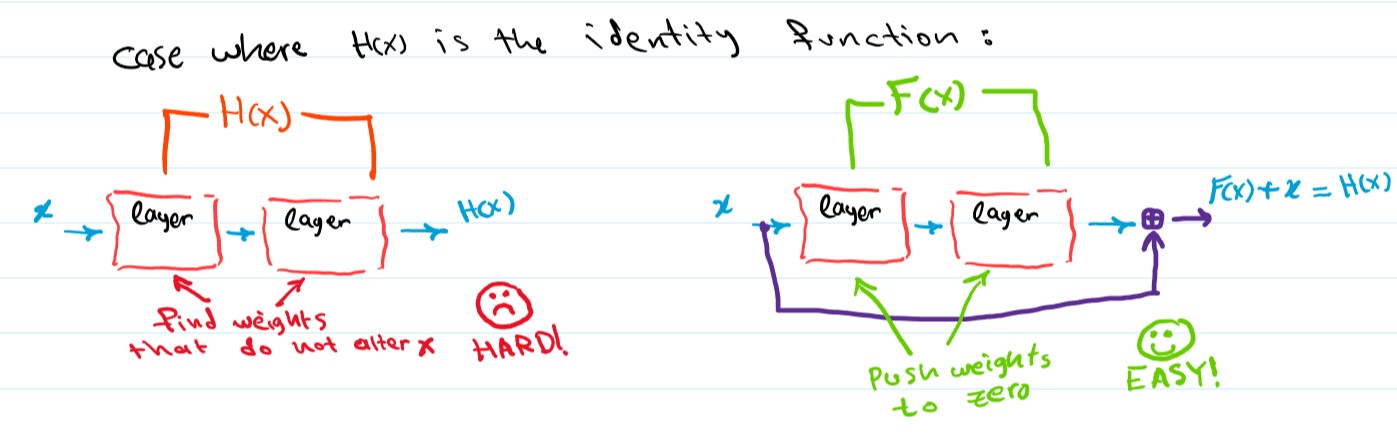 case where H(x) is the identity function:
H(x)
F(x)
x
layer
layer
H(x)
x
layer
layer
F(x)+x = H(x)
find weights
that do not alter x
HARD!
Push weights
to zero
EASY!